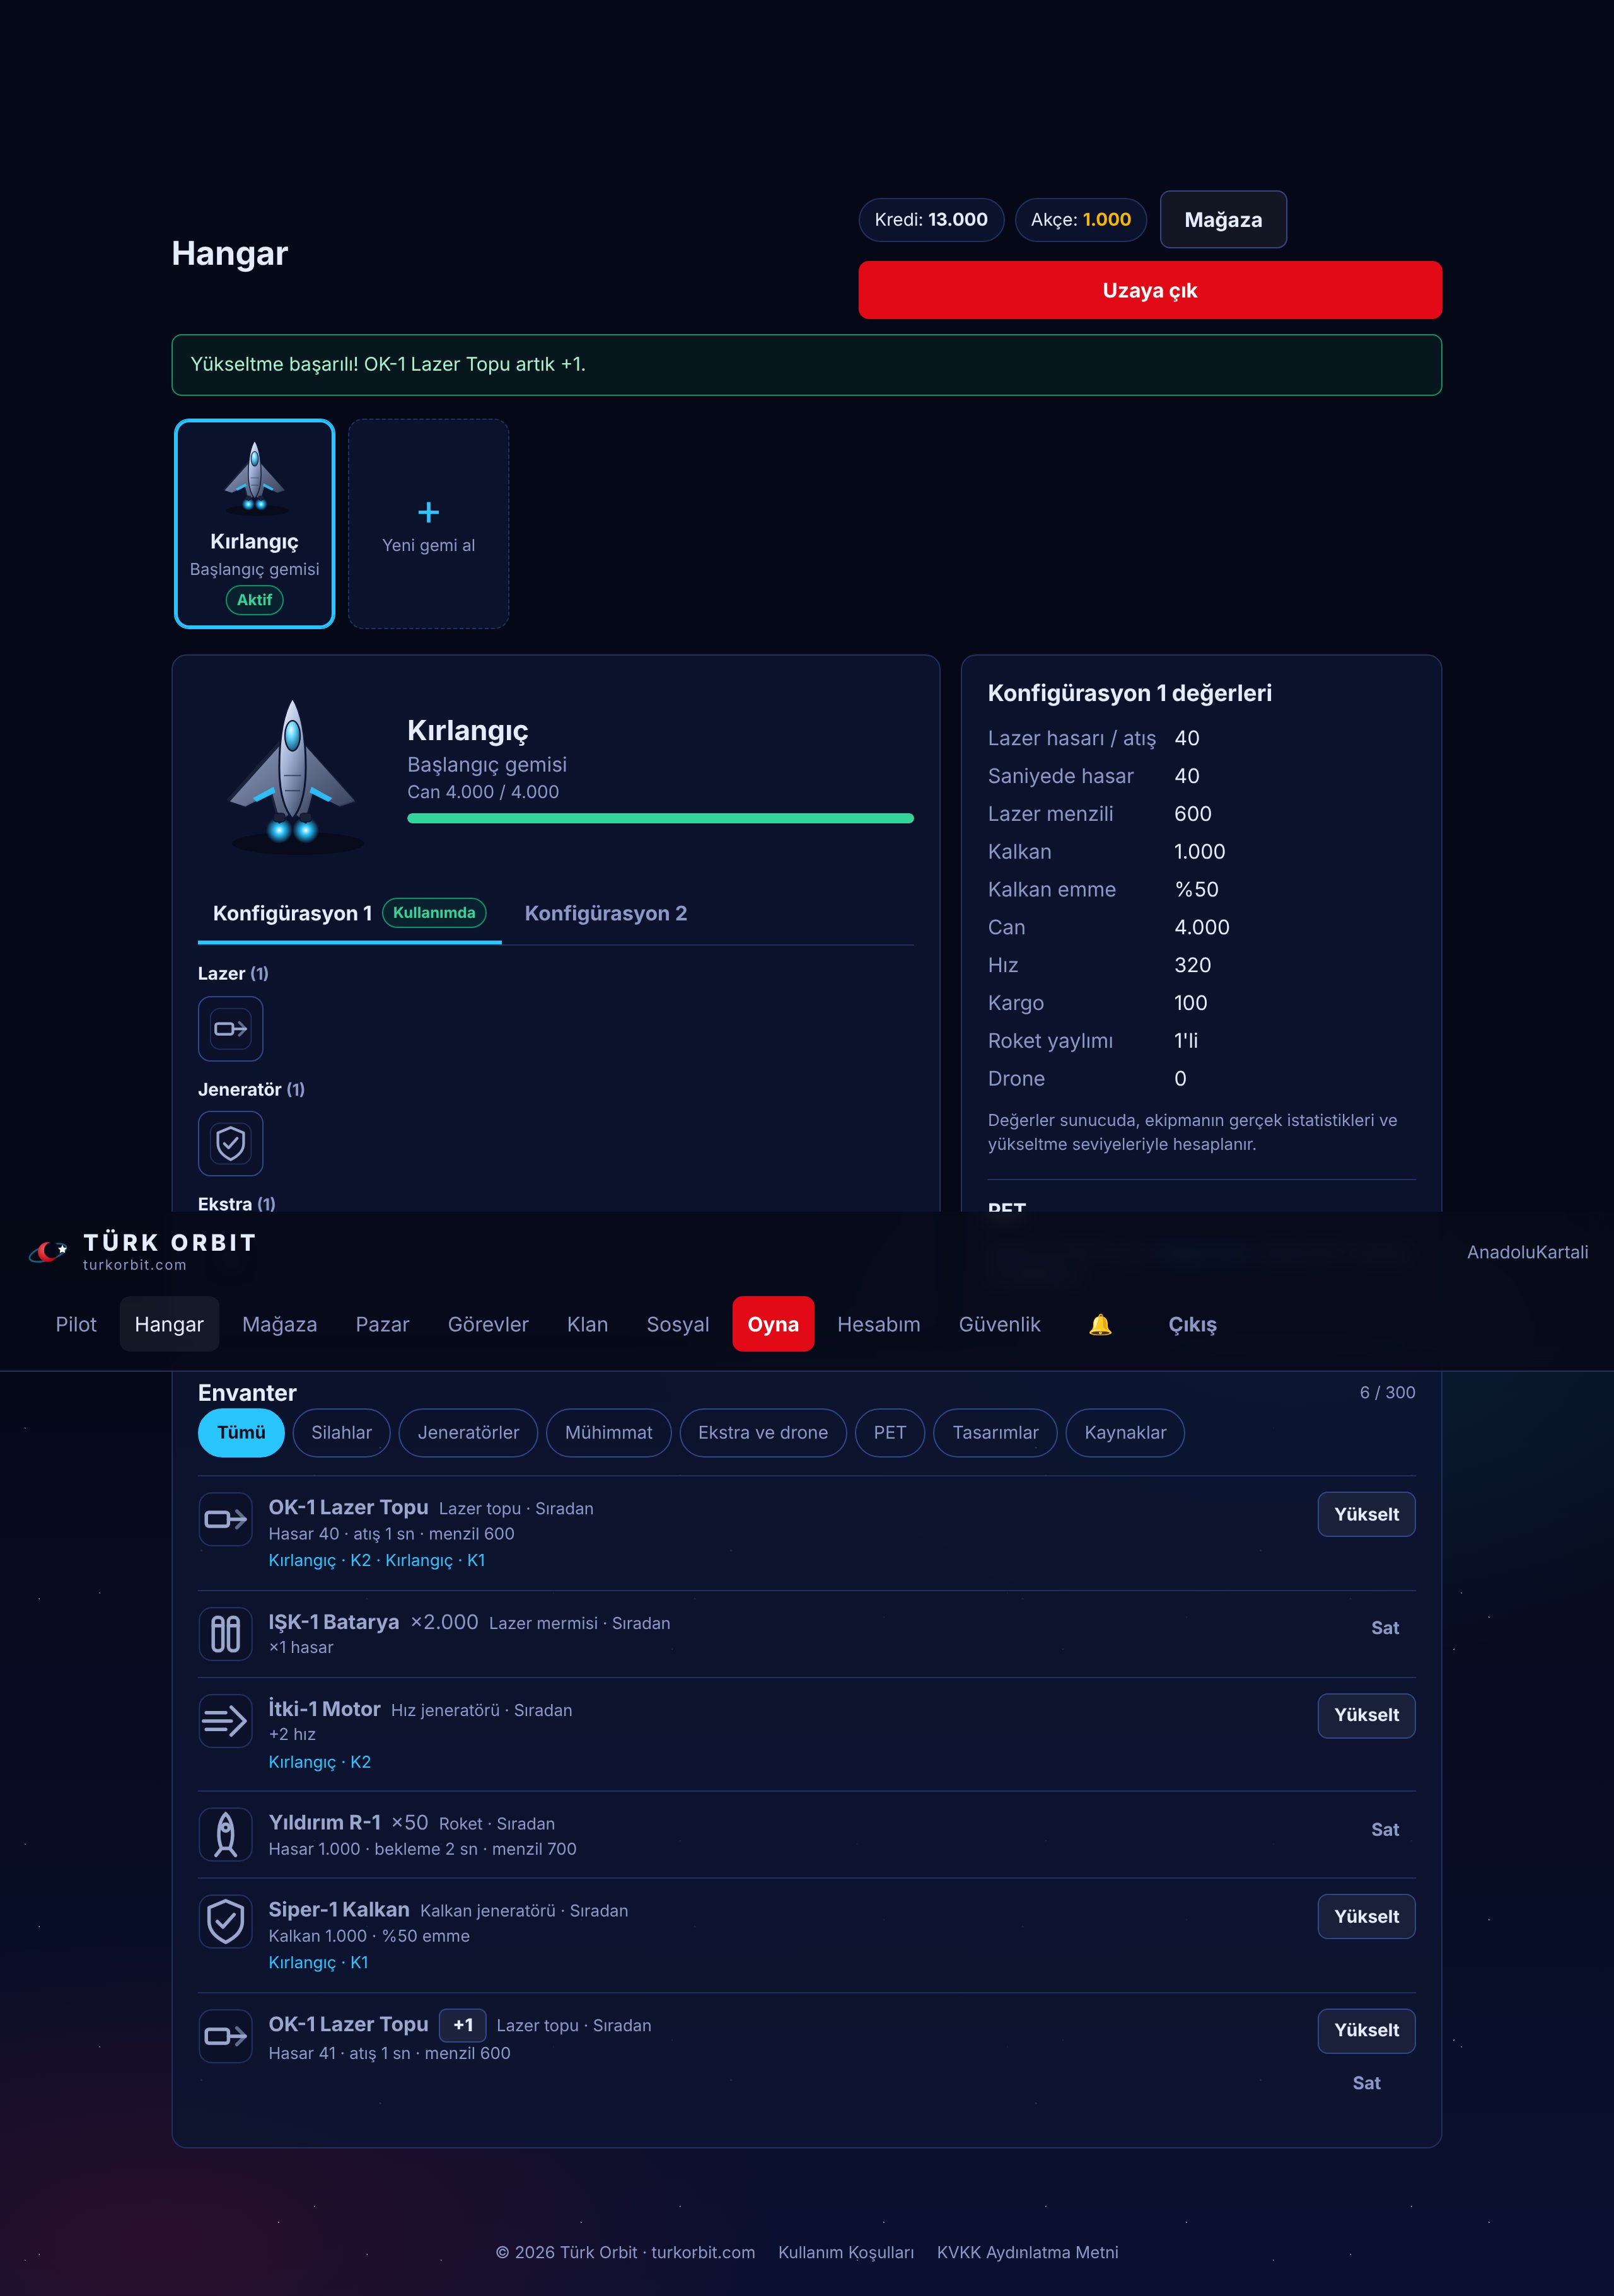 Hangar
Kredi: 13.000
Akçe: 1.000
Mağaza
Uzaya çık
Yükseltme başarılı! OK-1 Lazer Topu artık +1.
Kırlangıç
Başlangıç gemisi
Aktif
+
Yeni gemi al
Kırlangıç
Başlangıç gemisi
Can 4.000 / 4.000
Konfigürasyon 1 Kullanımda
Konfigürasyon 2
Lazer (1)
Jeneratör (1)
Ekstra (1)
Konfigürasyon 1 değerleri
Lazer hasarı / atış 40
Saniyede hasar 40
Lazer menzili 600
Kalkan 1.000
Kalkan emme %50
Can 4.000
Hız 320
Kargo 100
Roket yayılımı 1'li
Drone 0
Değerler sunucuda, ekipmanın gerçek istatistikleri ve
yükseltme seviyeleriyle hesaplanır.
PET
TÜRK ORBIT
turkorbit.com
AnadoluKartali
Pilot Hangar Mağaza Pazar Görevler Klan Sosyal Oyna Hesabım Güvenlik 🔔 Çıkış
Envanter 6 / 300
Tümü Silahlar Jeneratörler Mühimmat Ekstra ve drone PET Tasarımlar Kaynaklar
OK-1 Lazer Topu Lazer topu · Sıradan Yükselt
Hasar 40 · atış 1 sn · menzil 600
Kırlangıç · K2 · Kırlangıç · K1
IŞK-1 Batarya ×2.000 Lazer mermisi · Sıradan Sat
×1 hasar
İtki-1 Motor Hız jeneratörü · Sıradan Yükselt
+2 hız
Kırlangıç · K2
Yıldırım R-1 ×50 Roket · Sıradan Sat
Hasar 1.000 · bekleme 2 sn · menzil 700
Siper-1 Kalkan Kalkan jeneratörü · Sıradan Yükselt
Kalkan 1.000 · %50 emme
Kırlangıç · K1
OK-1 Lazer Topu +1 Lazer topu · Sıradan Yükselt
Hasar 41 · atış 1 sn · menzil 600
Sat
© 2026 Türk Orbit · turkorbit.com Kullanım Koşulları KVKK Aydınlatma Metni